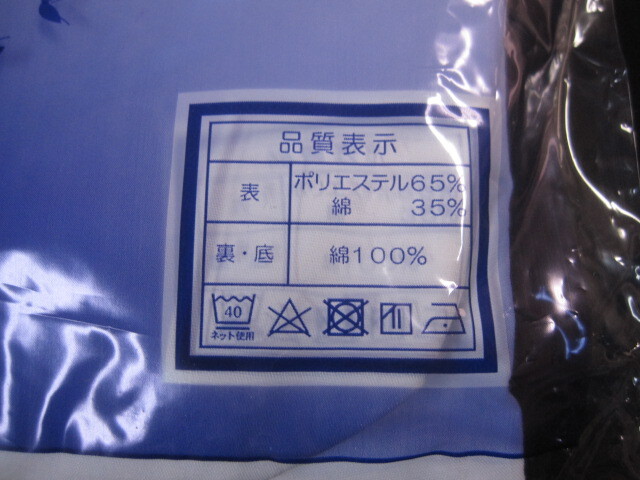 品質表示
表 ポリエステル65%
綿 35%
裏・底 綿100%
40
ネット使用